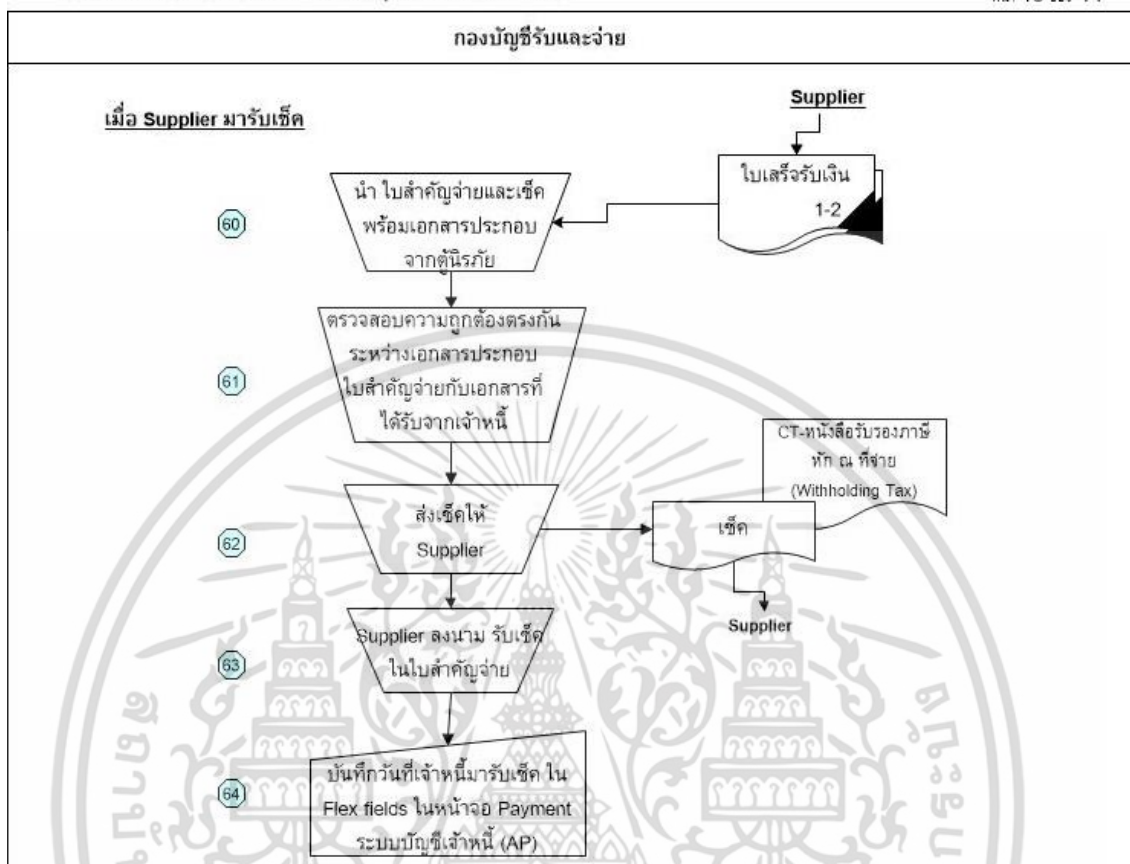 กองบัญชีรับและจ่าย
เมื่อ Supplier มารับเช็ค
Supplier
ใบเสร็จรับเงิน
1-2
60
นำ ใบสำคัญจ่ายและเช็ค
พร้อมเอกสารประกอบ
จากตู้นิรภัย
61
ตรวจสอบความถูกต้องตรงกัน
ระหว่างเอกสารประกอบ
ใบสำคัญจ่ายกับเอกสารที่
ได้รับจากเจ้าหนี้
CT-หนังสือรับรองภาษี
หัก ณ ที่จ่าย
(Withholding Tax)
62
ส่งเช็คให้
Supplier
เช็ค
Supplier
63
Supplier ลงนาม รับเช็ค
ในใบสำคัญจ่าย
64
บันทึกวันที่เจ้าหนี้มารับเช็ค ใน
Flex fields ในหน้าจอ Payment
ระบบบัญชีเจ้าหนี้ (AP)